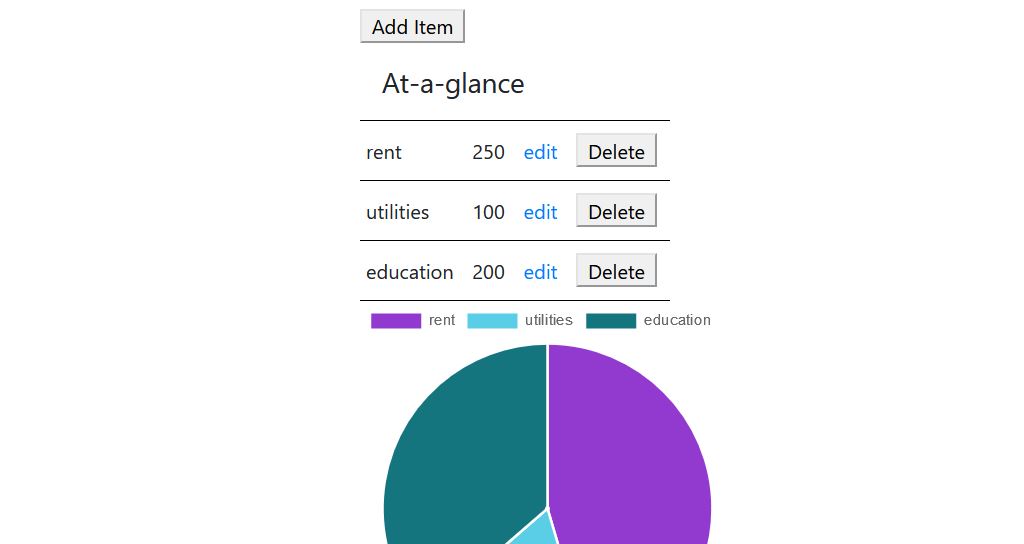 Add Item
At-a-glance
rent 250 edit Delete
utilities 100 edit Delete
education 200 edit Delete
rent utilities education